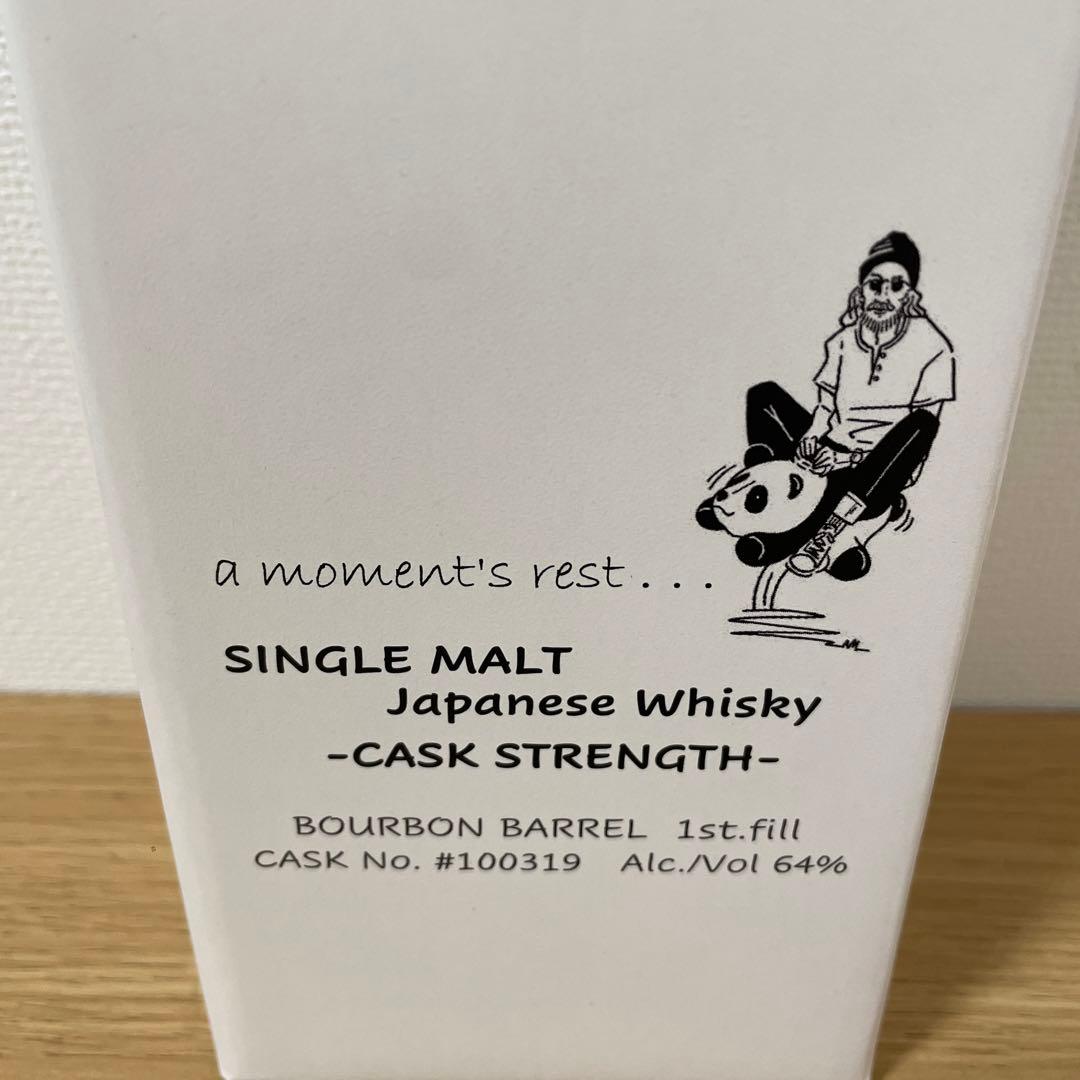 a moment's rest...
SINGLE MALT
Japanese Whisky
-CASK STRENGTH-
BOURBON BARREL 1st.fill
CASK No. #100319 Alc./Vol 64%